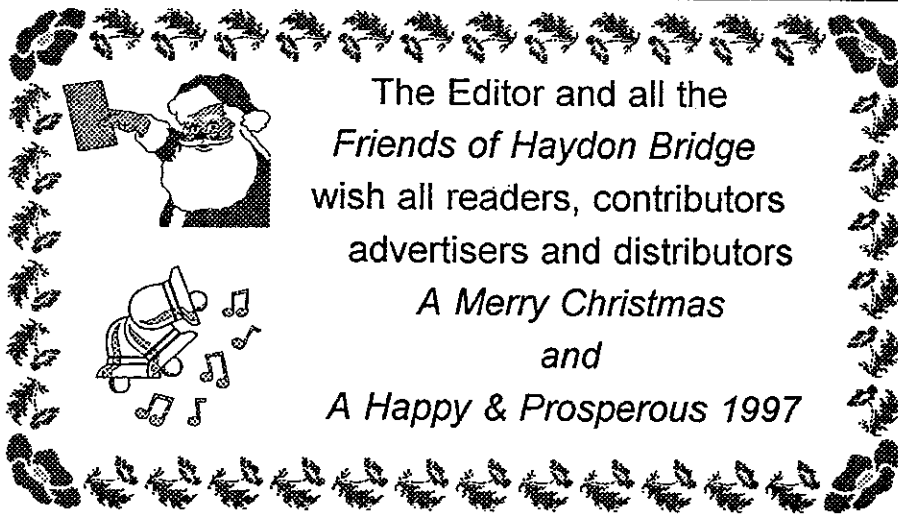 The Editor and all the
Friends of Haydon Bridge
wish all readers, contributors
advertisers and distributors
A Merry Christmas
and
A Happy & Prosperous 1997